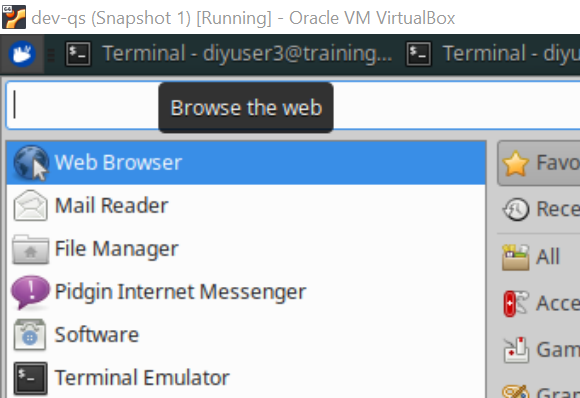 dev-qs (Snapshot 1) [Running] - Oracle VM VirtualBox
Terminal - diyuser3@training... Terminal - diyu
Browse the web
Web Browser
Mail Reader
File Manager
Pidgin Internet Messenger
Software
Terminal Emulator
Favo
Rece
All
Acce
Gam
Grap